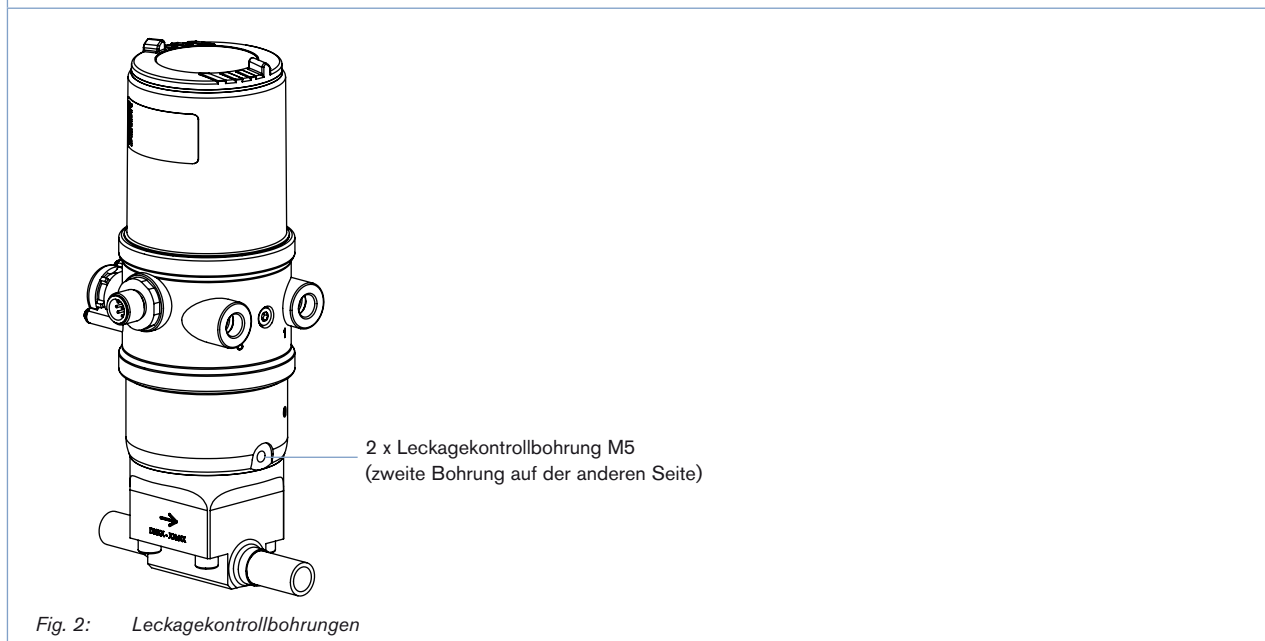 2 x Leckagekontrollbohrung M5
(zweite Bohrung auf der anderen Seite)
Fig. 2: Leckagekontrollbohrungen